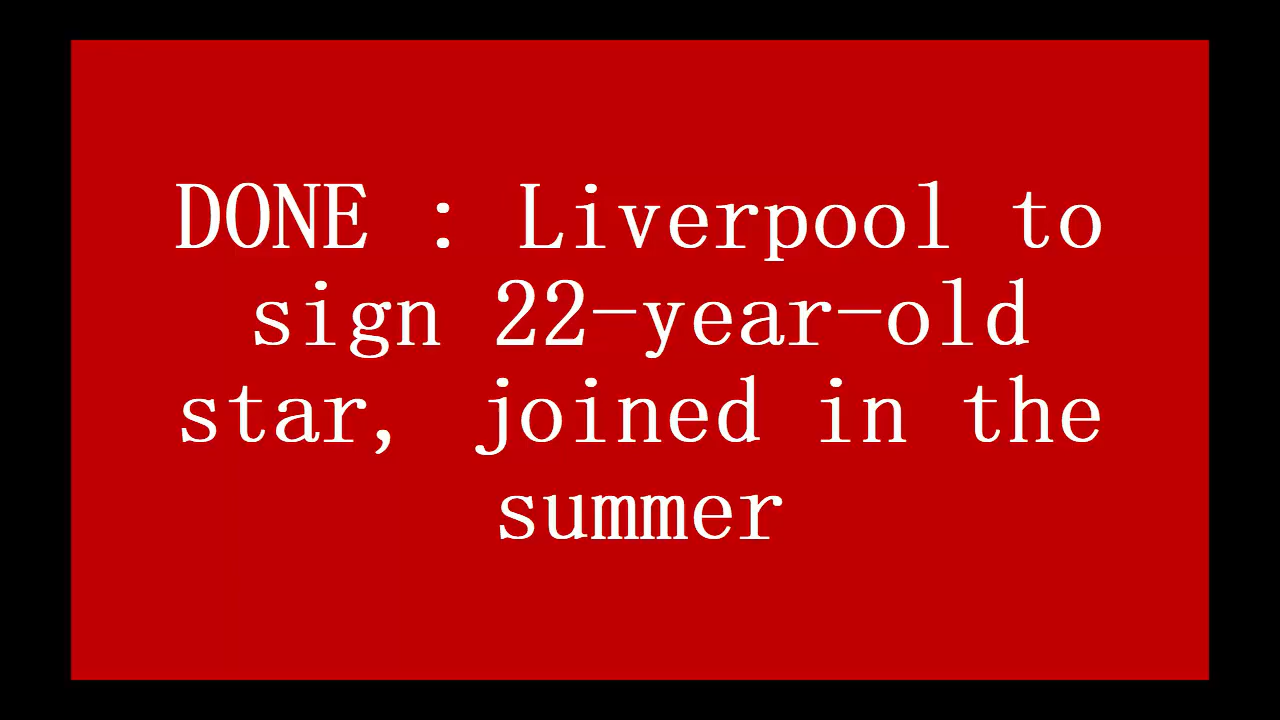 DONE : Liverpool to
sign 22-year-old
star, joined in the
summer